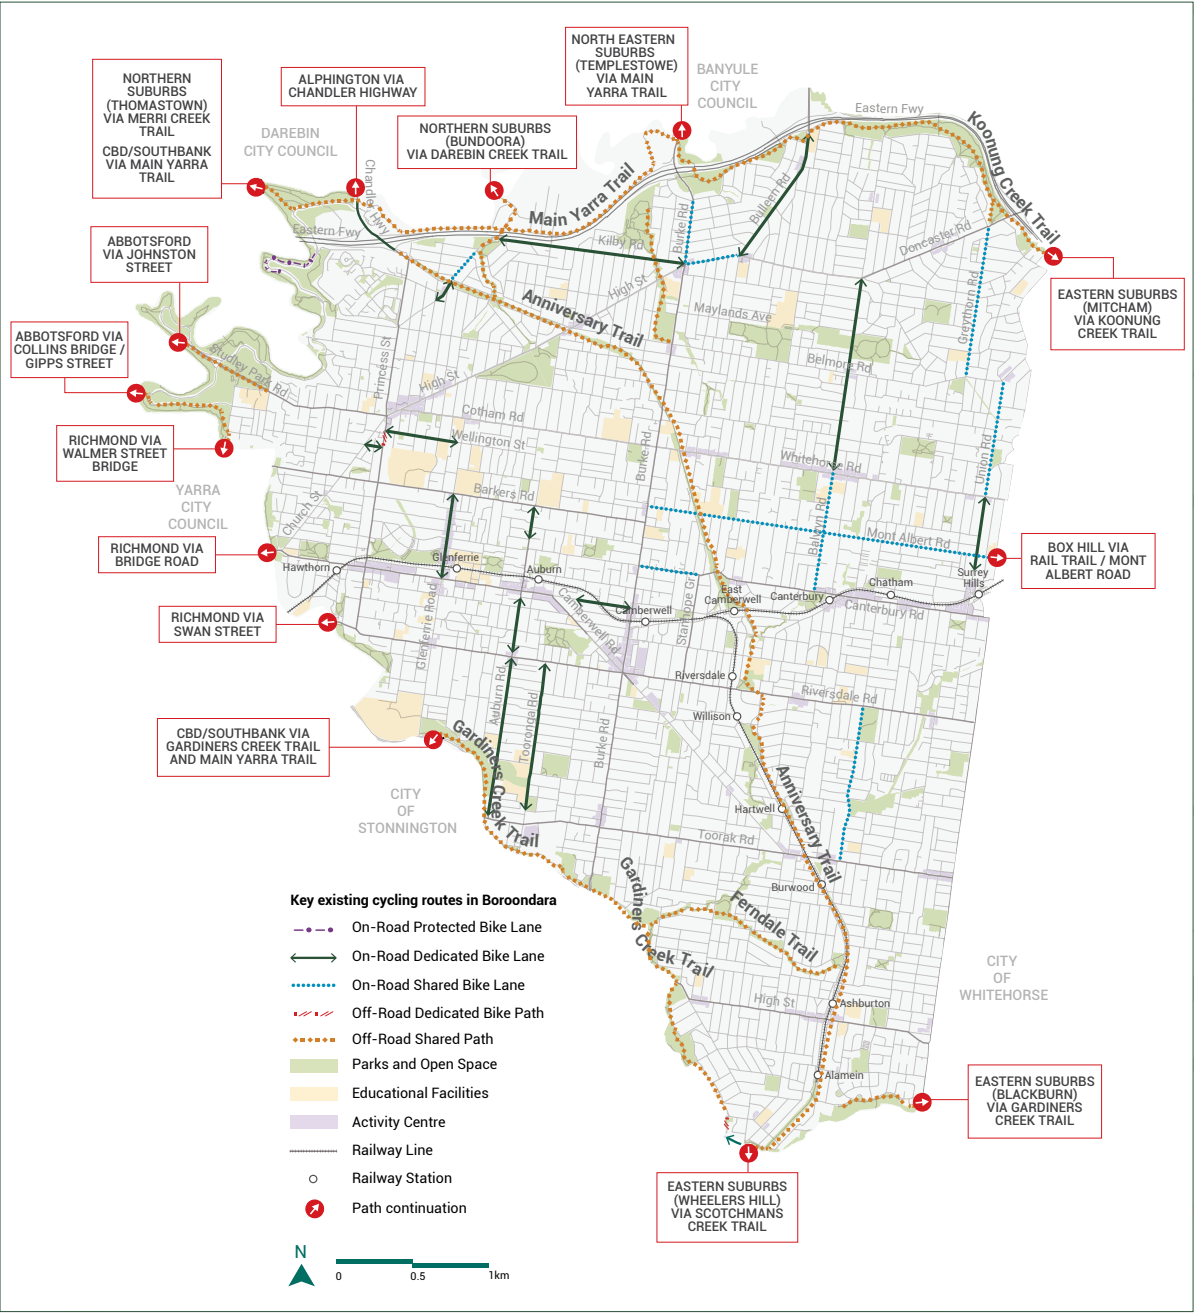 NORTH EASTERN
SUBURBS
(TEMPLESTOWE)
VIA MAIN
YARRA TRAIL
BANYULE
CITY
COUNCIL
NORTHERN
SUBURBS
(THOMASTOWN)
VIA MERRI CREEK
TRAIL
CBD/SOUTHBANK
VIA MAIN YARRA
TRAIL
ALPHINGTON VIA
CHANDLER HIGHWAY
NORTHERN SUBURBS
(BUNDOORA)
VIA DAREBIN CREEK TRAIL
DAREBIN
CITY COUNCIL
Eastern Fwy
Koonung Creek Trail
Chandler Hwy
Main Yarra Trail
Bulleen Rd
Burke Rd
Eastern Fwy
Kilby Rd
Doncaster Rd
ABBOTSFORD
VIA JOHNSTON
STREET
High St
Anniversary Trail
Maylands Ave
Greythorn Rd
EASTERN SUBURBS
(MITCHAM)
VIA KOONUNG
CREEK TRAIL
ABBOTSFORD VIA
COLLINS BRIDGE /
GIPPS STREET
Studley Park Rd
Princess St
High St
Belmore Rd
Cotham Rd
Wellington St
RICHMOND VIA
WALMER STREET
BRIDGE
Burke Rd
Whitehorse Rd
Union Rd
YARRA
CITY
COUNCIL
Barkers Rd
Church St
Balwyn Rd
Mont Albert Rd
RICHMOND VIA
BRIDGE ROAD
BOX HILL VIA
RAIL TRAIL / MONT
ALBERT ROAD
Hawthorn
Glenferrie
Auburn
Surrey
Hills
Chatham
East
Camberwell
Canterbury
Canterbury Rd
Camberwell
Camberwell Rd
Stanhope Gr
RICHMOND VIA
SWAN STREET
Glenferrie Road
Riversdale
Riversdale Rd
Auburn Rd
Tooronga Rd
Burke Rd
Willison
CBD/SOUTHBANK VIA
GARDINERS CREEK TRAIL
AND MAIN YARRA TRAIL
Gardiners Creek Trail
CITY
OF
STONNINGTON
Hartwell
Anniversary Trail
Toorak Rd
Burwood
Gardiners Creek Trail
Ferndale Trail
CITY
OF
WHITEHORSE
High St
Ashburton
Alamein
EASTERN SUBURBS
(BLACKBURN)
VIA GARDINERS
CREEK TRAIL
EASTERN SUBURBS
(WHEELERS HILL)
VIA SCOTCHMANS
CREEK TRAIL
Key existing cycling routes in Boroondara
On-Road Protected Bike Lane
On-Road Dedicated Bike Lane
On-Road Shared Bike Lane
Off-Road Dedicated Bike Path
Off-Road Shared Path
Parks and Open Space
Educational Facilities
Activity Centre
Railway Line
Railway Station
Path continuation
N
0 0.5 1km